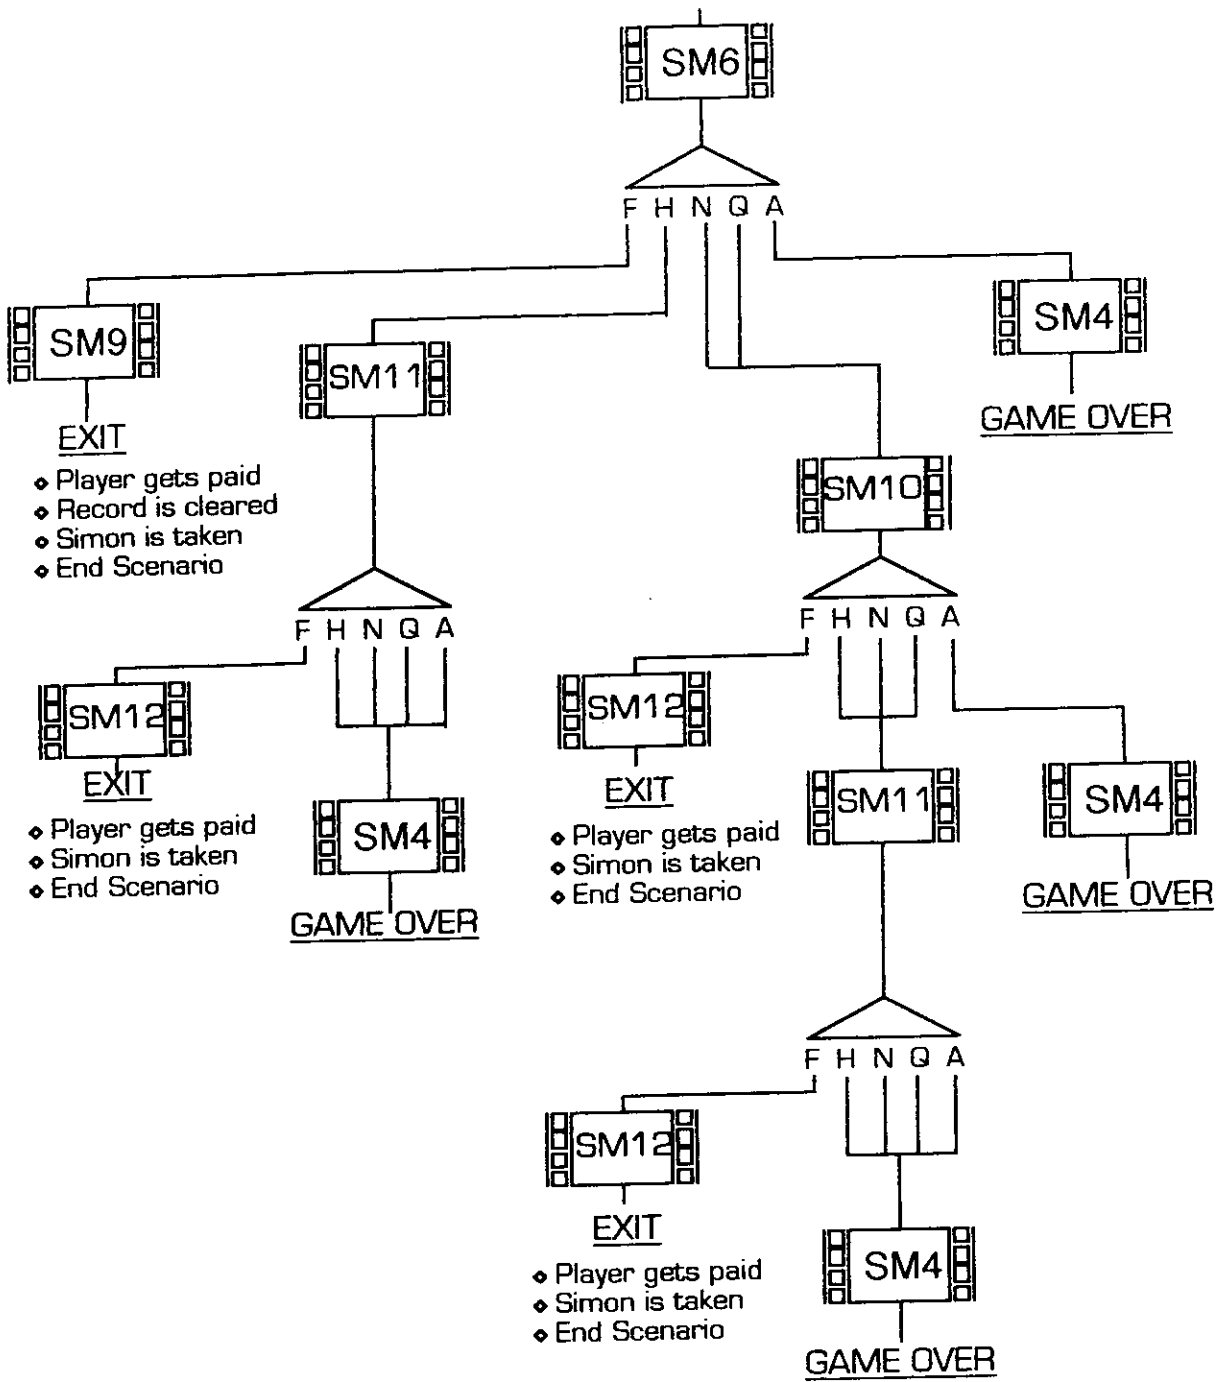 SM6
F H N Q A
SM9
SM11
SM4
EXIT
GAME OVER
Player gets paid
Record is cleared
Simon is taken
End Scenario
SM10
F H N Q A
F H N Q A
SM12
SM12
EXIT
EXIT
SM4
SM11
SM4
Player gets paid
Simon is taken
End Scenario
Player gets paid
Simon is taken
End Scenario
GAME OVER
GAME OVER
F H N Q A
SM12
EXIT
SM4
Player gets paid
Simon is taken
End Scenario
GAME OVER